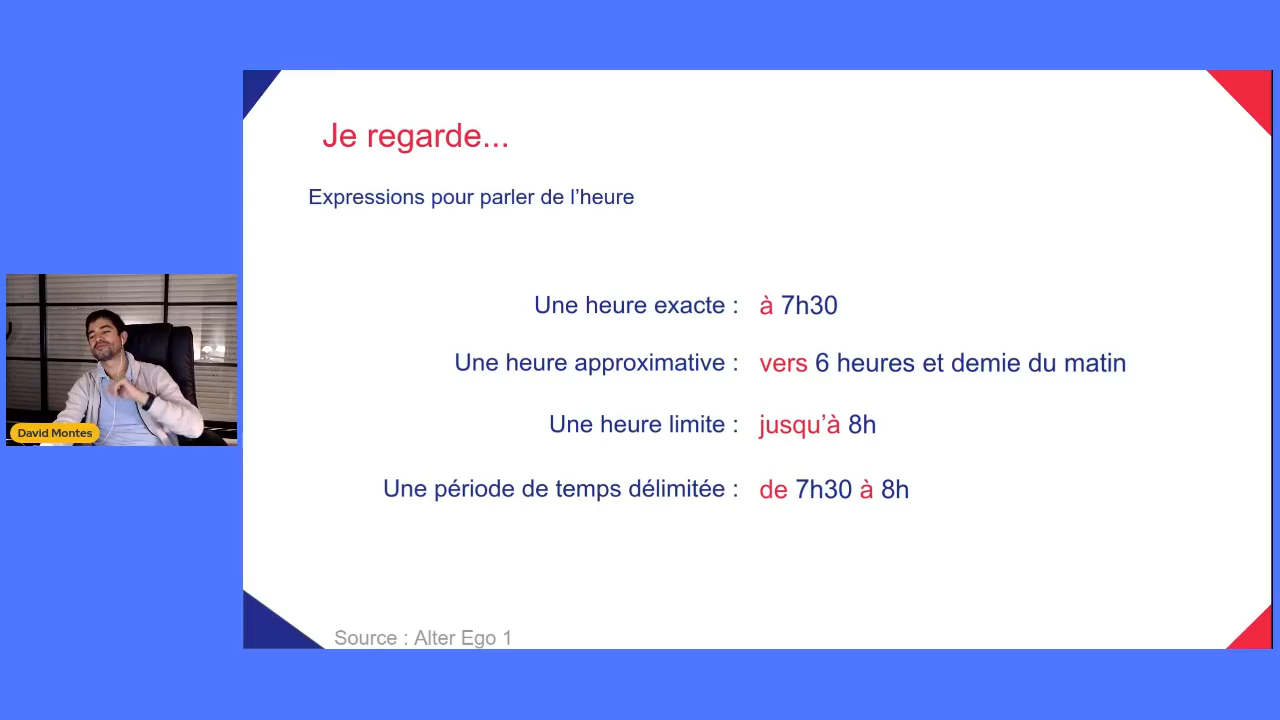 Je regarde...
Expressions pour parler de l’heure
Une heure exacte : à 7h30
Une heure approximative : vers 6 heures et demie du matin
Une heure limite : jusqu’à 8h
Une période de temps délimitée : de 7h30 à 8h
David Montes
Source : Alter Ego 1